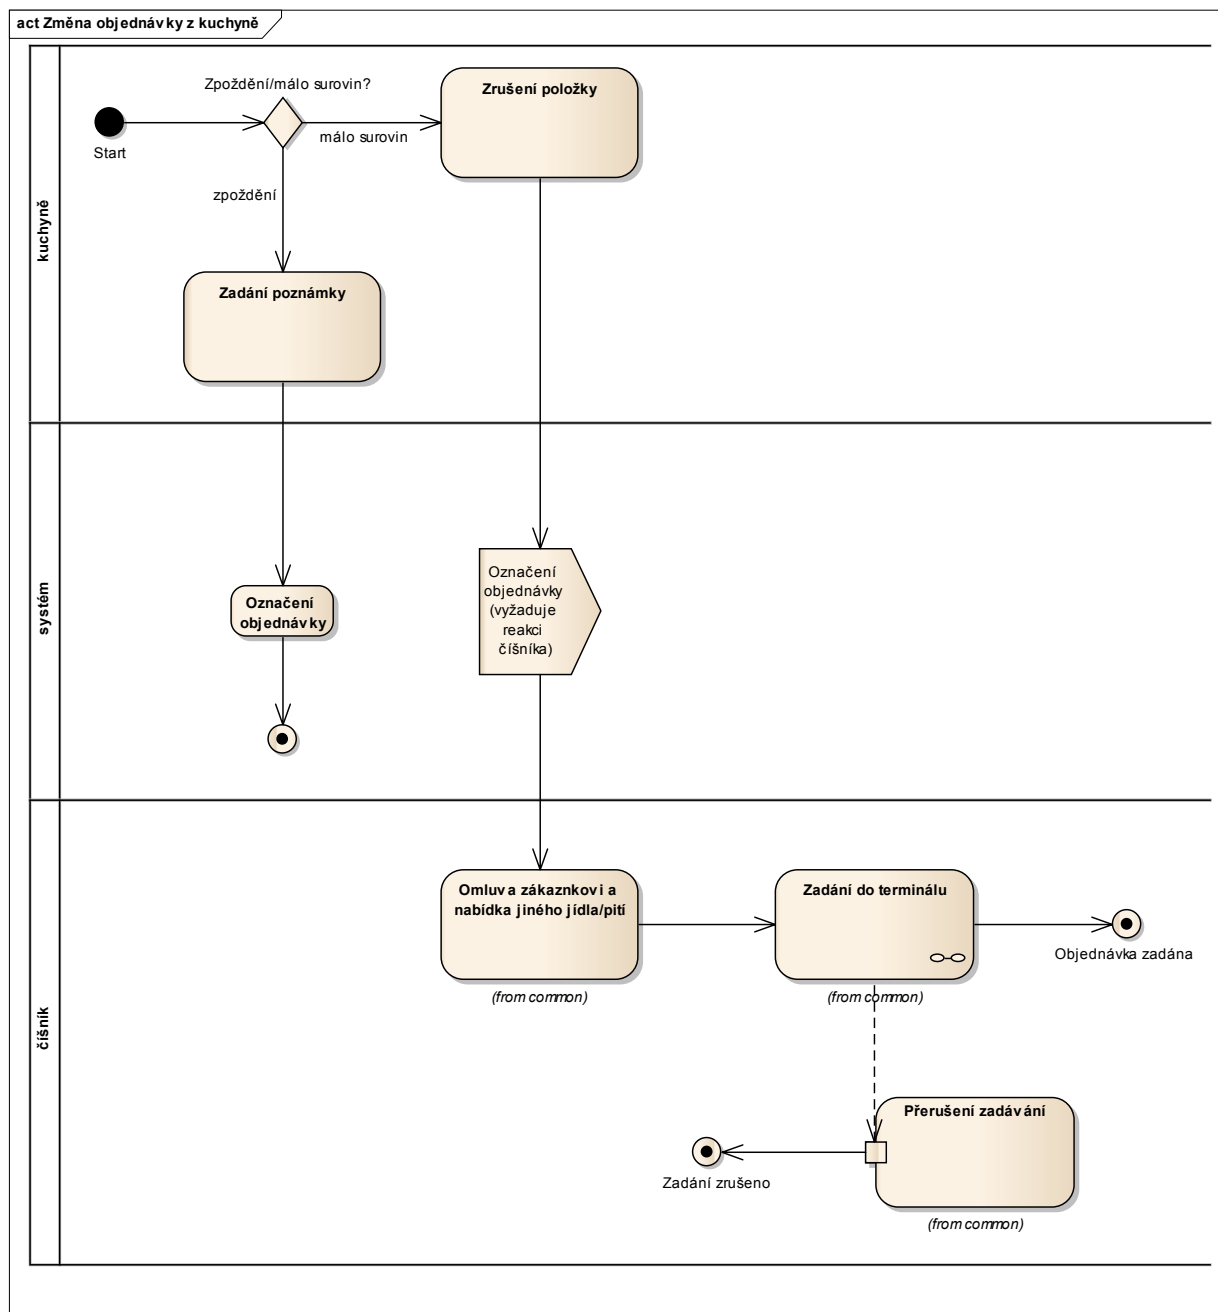 act Změna objednávky z kuchyně
kuchyně
Zpoždění/málo surovin?
Start
málo surovin
zpoždění
Zrušení položky
Zadání poznámky
systém
Označení
objednávky
Označení
objednávky
(vyžaduje
reakci
číšníka)
číšník
Omluva zákaznkovi a
nabídka jiného jídla/pití
(from common)
Zadání do terminálu
(from common)
Objednávka zadána
Přerušení zadávání
(from common)
Zadání zrušeno